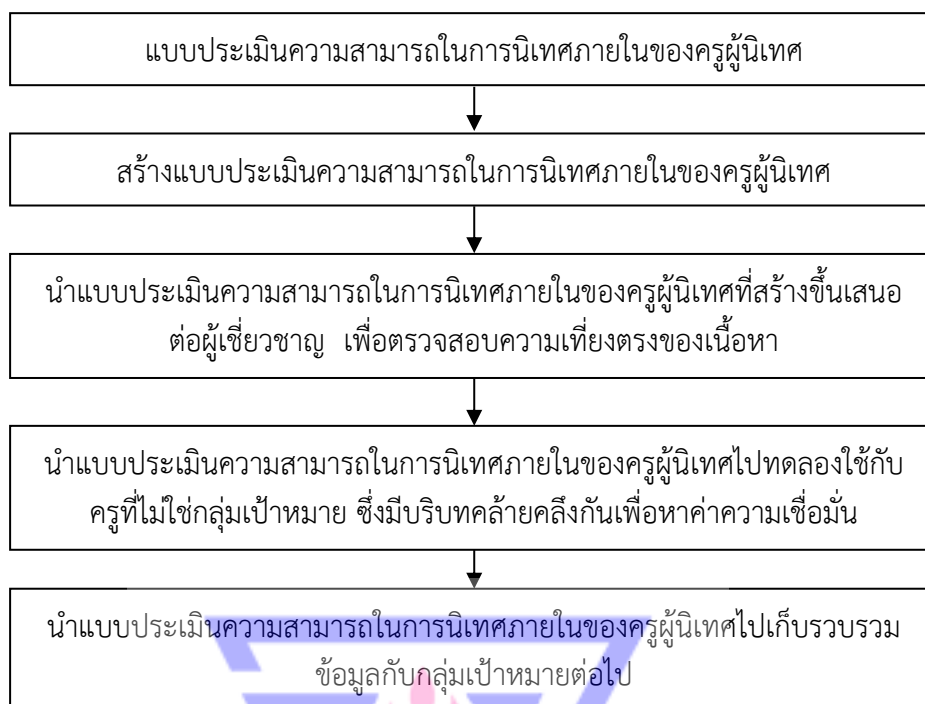 แบบประเมินความสามารถในการนิเทศภายในของครูผู้นิเทศ
สร้างแบบประเมินความสามารถในการนิเทศภายในของครูผู้นิเทศ
นำแบบประเมินความสามารถในการนิเทศภายในของครูผู้นิเทศที่สร้างขึ้นเสนอ
ต่อผู้เชี่ยวชาญ เพื่อตรวจสอบความเที่ยงตรงของเนื้อหา
นำแบบประเมินความสามารถในการนิเทศภายในของครูผู้นิเทศไปทดลองใช้กับ
ครูที่ไม่ใช่กลุ่มเป้าหมาย ซึ่งมีบริบทคล้ายคลึงกันเพื่อหาค่าความเชื่อมั่น
นำแบบประเมินความสามารถในการนิเทศภายในของครูผู้นิเทศไปเก็บรวบรวม
ข้อมูลกับกลุ่มเป้าหมายต่อไป